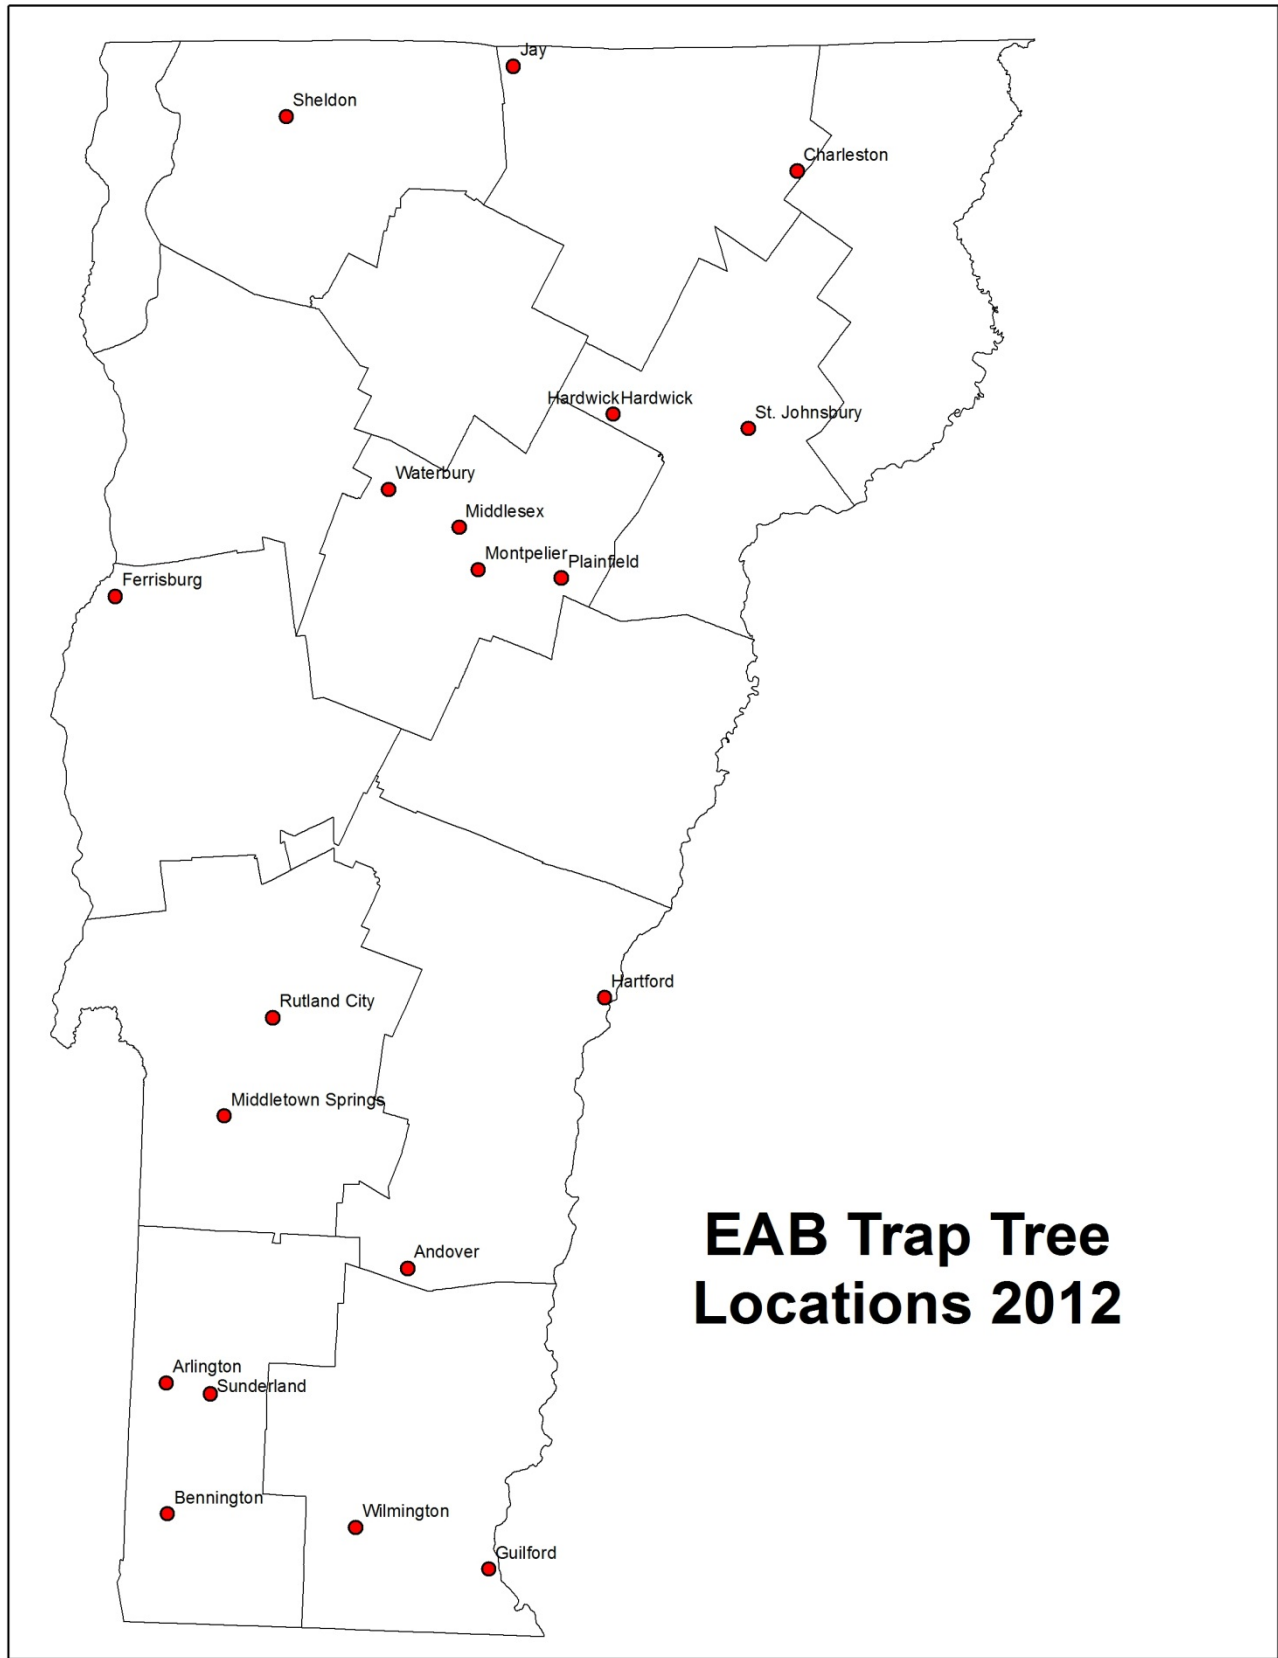 Jay
Sheldon
Charleston
HardwickHardwick
St. Johnsbury
Waterbury
Middlesex
Montpelier
Plainfield
Ferrisburg
Hartford
Rutland City
Middletown Springs
Andover
EAB Trap Tree
Locations 2012
Arlington
Sunderland
Bennington
Wilmington
Guilford